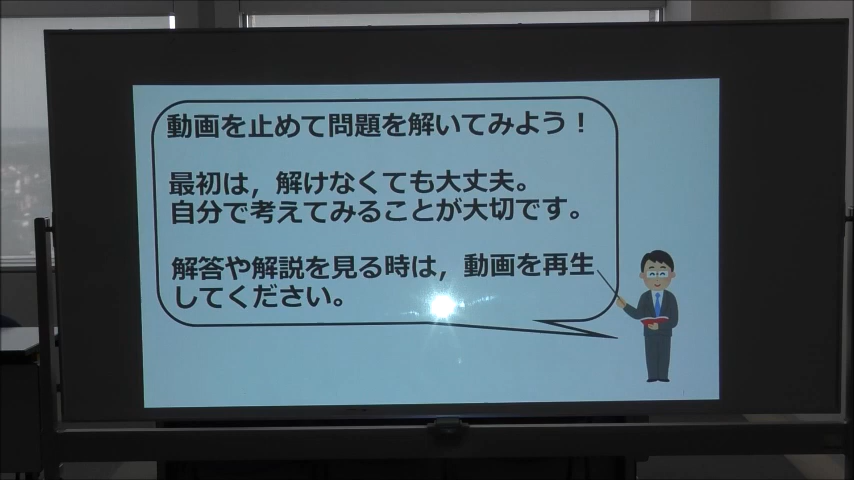 動画を止めて問題を解いてみよう！
最初は，解けなくても大丈夫。
自分で考えてみることが大切です。
解答や解説を見る時は，動画を再生
してください。